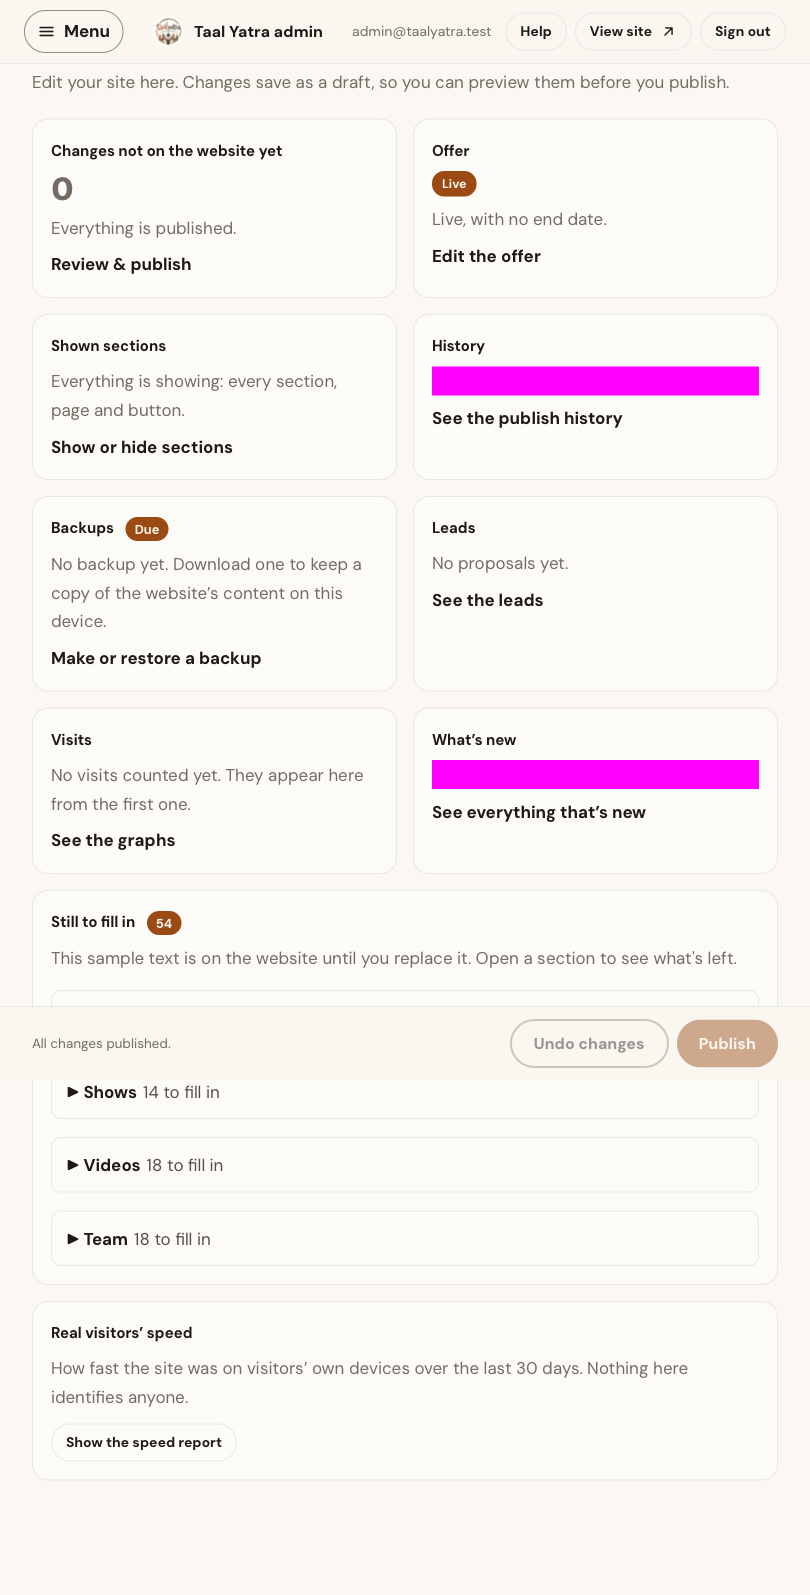 Menu
Taal Yatra admin
admin@taalyatra.test
Help
View site
Sign out
Edit your site here. Changes save as a draft, so you can preview them before you publish.
Changes not on the website yet
0
Everything is published.
Review & publish
Offer
Live
Live, with no end date.
Edit the offer
Shown sections
Everything is showing: every section,
page and button.
Show or hide sections
History
See the publish history
Backups Due
No backup yet. Download one to keep a
copy of the website’s content on this
device.
Make or restore a backup
Leads
No proposals yet.
See the leads
Visits
No visits counted yet. They appear here
from the first one.
See the graphs
What’s new
See everything that’s new
Still to fill in 54
This sample text is on the website until you replace it. Open a section to see what's left.
All changes published.
Undo changes
Publish
Shows 14 to fill in
Videos 18 to fill in
Team 18 to fill in
Real visitors’ speed
How fast the site was on visitors’ own devices over the last 30 days. Nothing here
identifies anyone.
Show the speed report